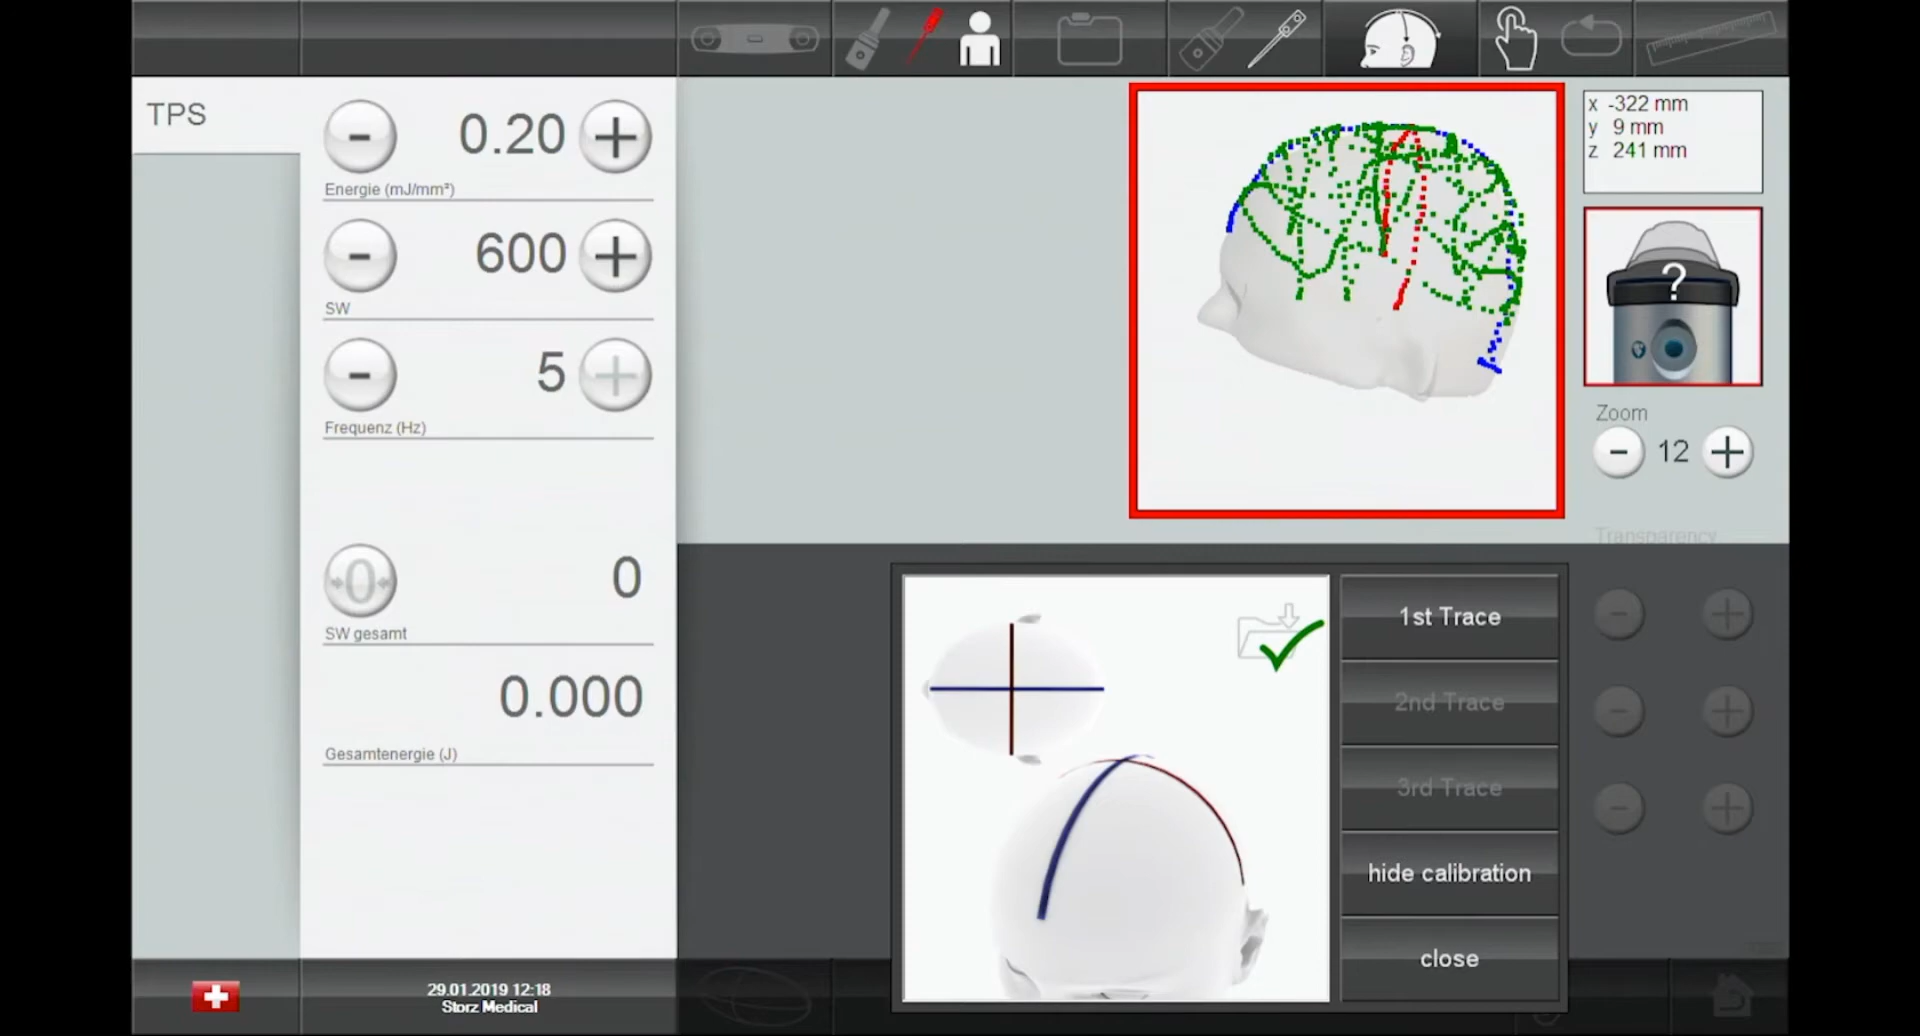 TPS
0.20
Energie (mJ/mm²)
600
SW
5
Frequenz (Hz)
0
0
SW gesamt
0.000
Gesamtenergie (J)
x -322 mm
y 9 mm
z 241 mm
?
Zoom
12
Transparency
1st Trace
2nd Trace
3rd Trace
hide calibration
close
29.01.2019 12:18
Storz Medical